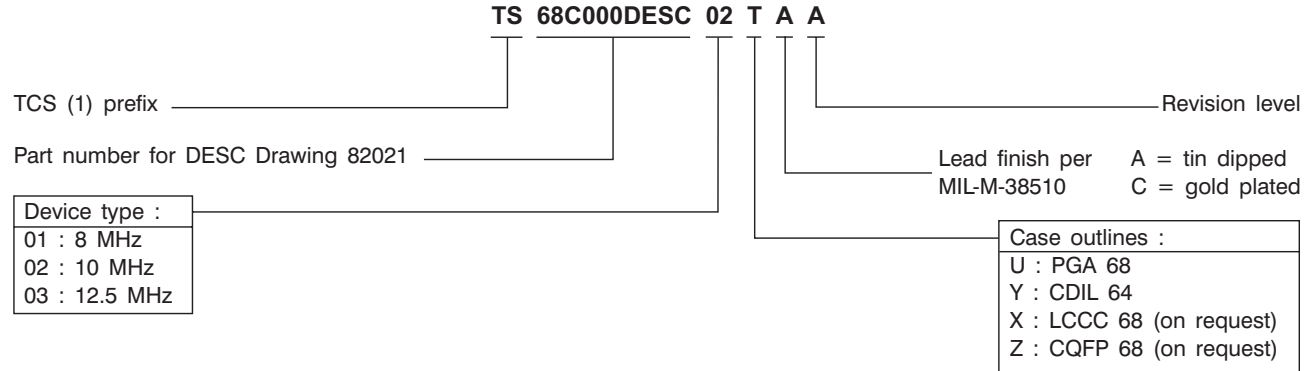 TS 68C000DESC 02 T A A
TCS (1) prefix
Revision level
Part number for DESC Drawing 82021
Lead finish per A = tin dipped
MIL-M-38510 C = gold plated
Device type :
01 : 8 MHz
02 : 10 MHz
03 : 12.5 MHz
Case outlines :
U : PGA 68
Y : CDIL 64
X : LCCC 68 (on request)
Z : CQFP 68 (on request)